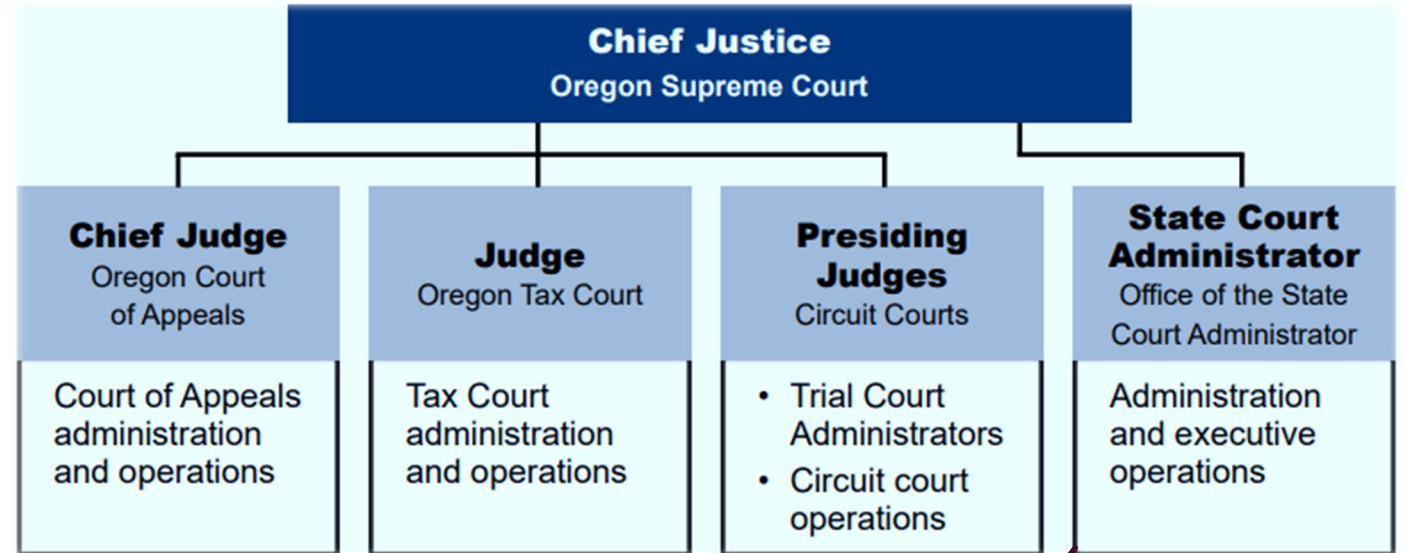 Chief Justice
Oregon Supreme Court
Chief Judge
Oregon Court
of Appeals
Court of Appeals
administration
and operations
Judge
Oregon Tax Court
Tax Court
administration
and operations
Presiding
Judges
Circuit Courts
• Trial Court
Administrators
• Circuit court
operations
State Court
Administrator
Office of the State
Court Administrator
Administration
and executive
operations